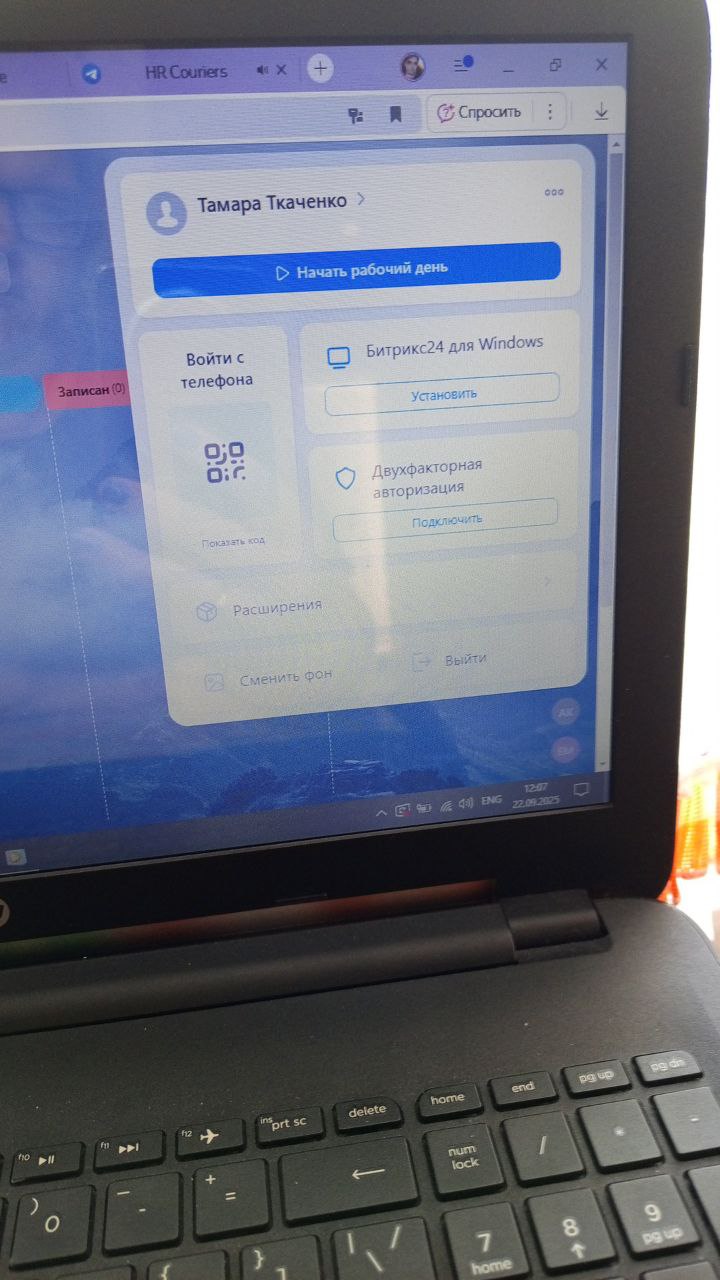 HR Couriers
Спросить
Тамара Ткаченко
Начать рабочий день
Войти с
телефона
Показать код
Битрикс24 для Windows
Установить
Двухфакторная
авторизация
Подключить
Записан (0)
Расширения
Сменить фон
Выйти
АК
ENG
12:07
22.09.2025
f10
f11
f12
ins
prt sc
delete
home
end
pg up
pg dn
)
0
_
-
+
=
num
lock
/
*
-
{
}
]
|
\
/
7
home
8
9
pg up